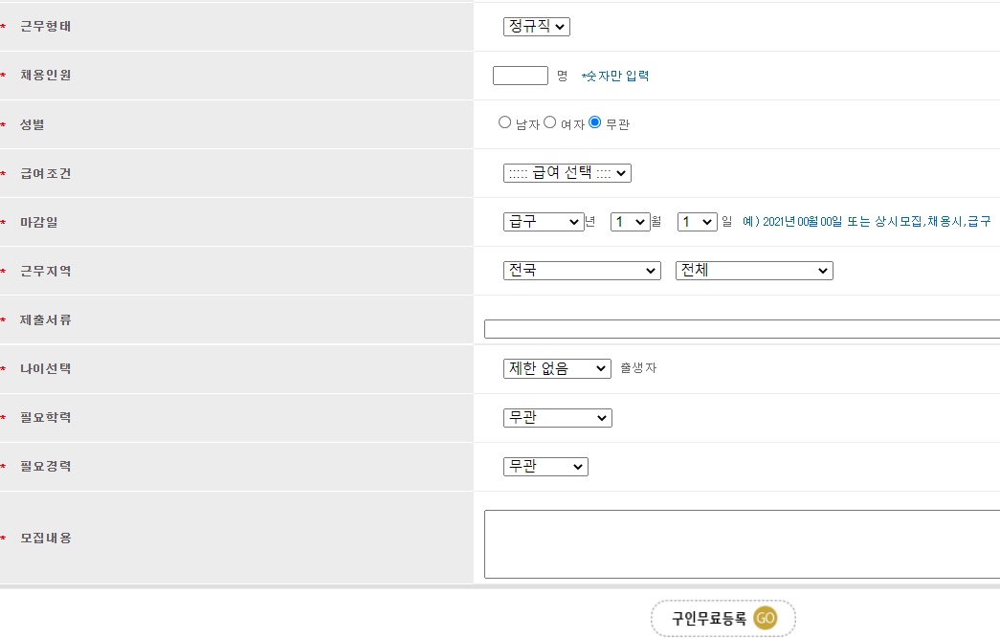 * 근무형태 정규직
* 채용인원 명 *숫자만 입력
* 성별 남자 여자 무관
* 급여조건 ::::: 급여 선택 ::::
* 마감일 급구 년 1 월 1 일 예) 2021년00월00일 또는 상시모집,채용시,급구
* 근무지역 전국 전체
* 제출서류
* 나이선택 제한 없음 출생자
* 필요학력 무관
* 필요경력 무관
* 모집내용
구인무료등록 GO